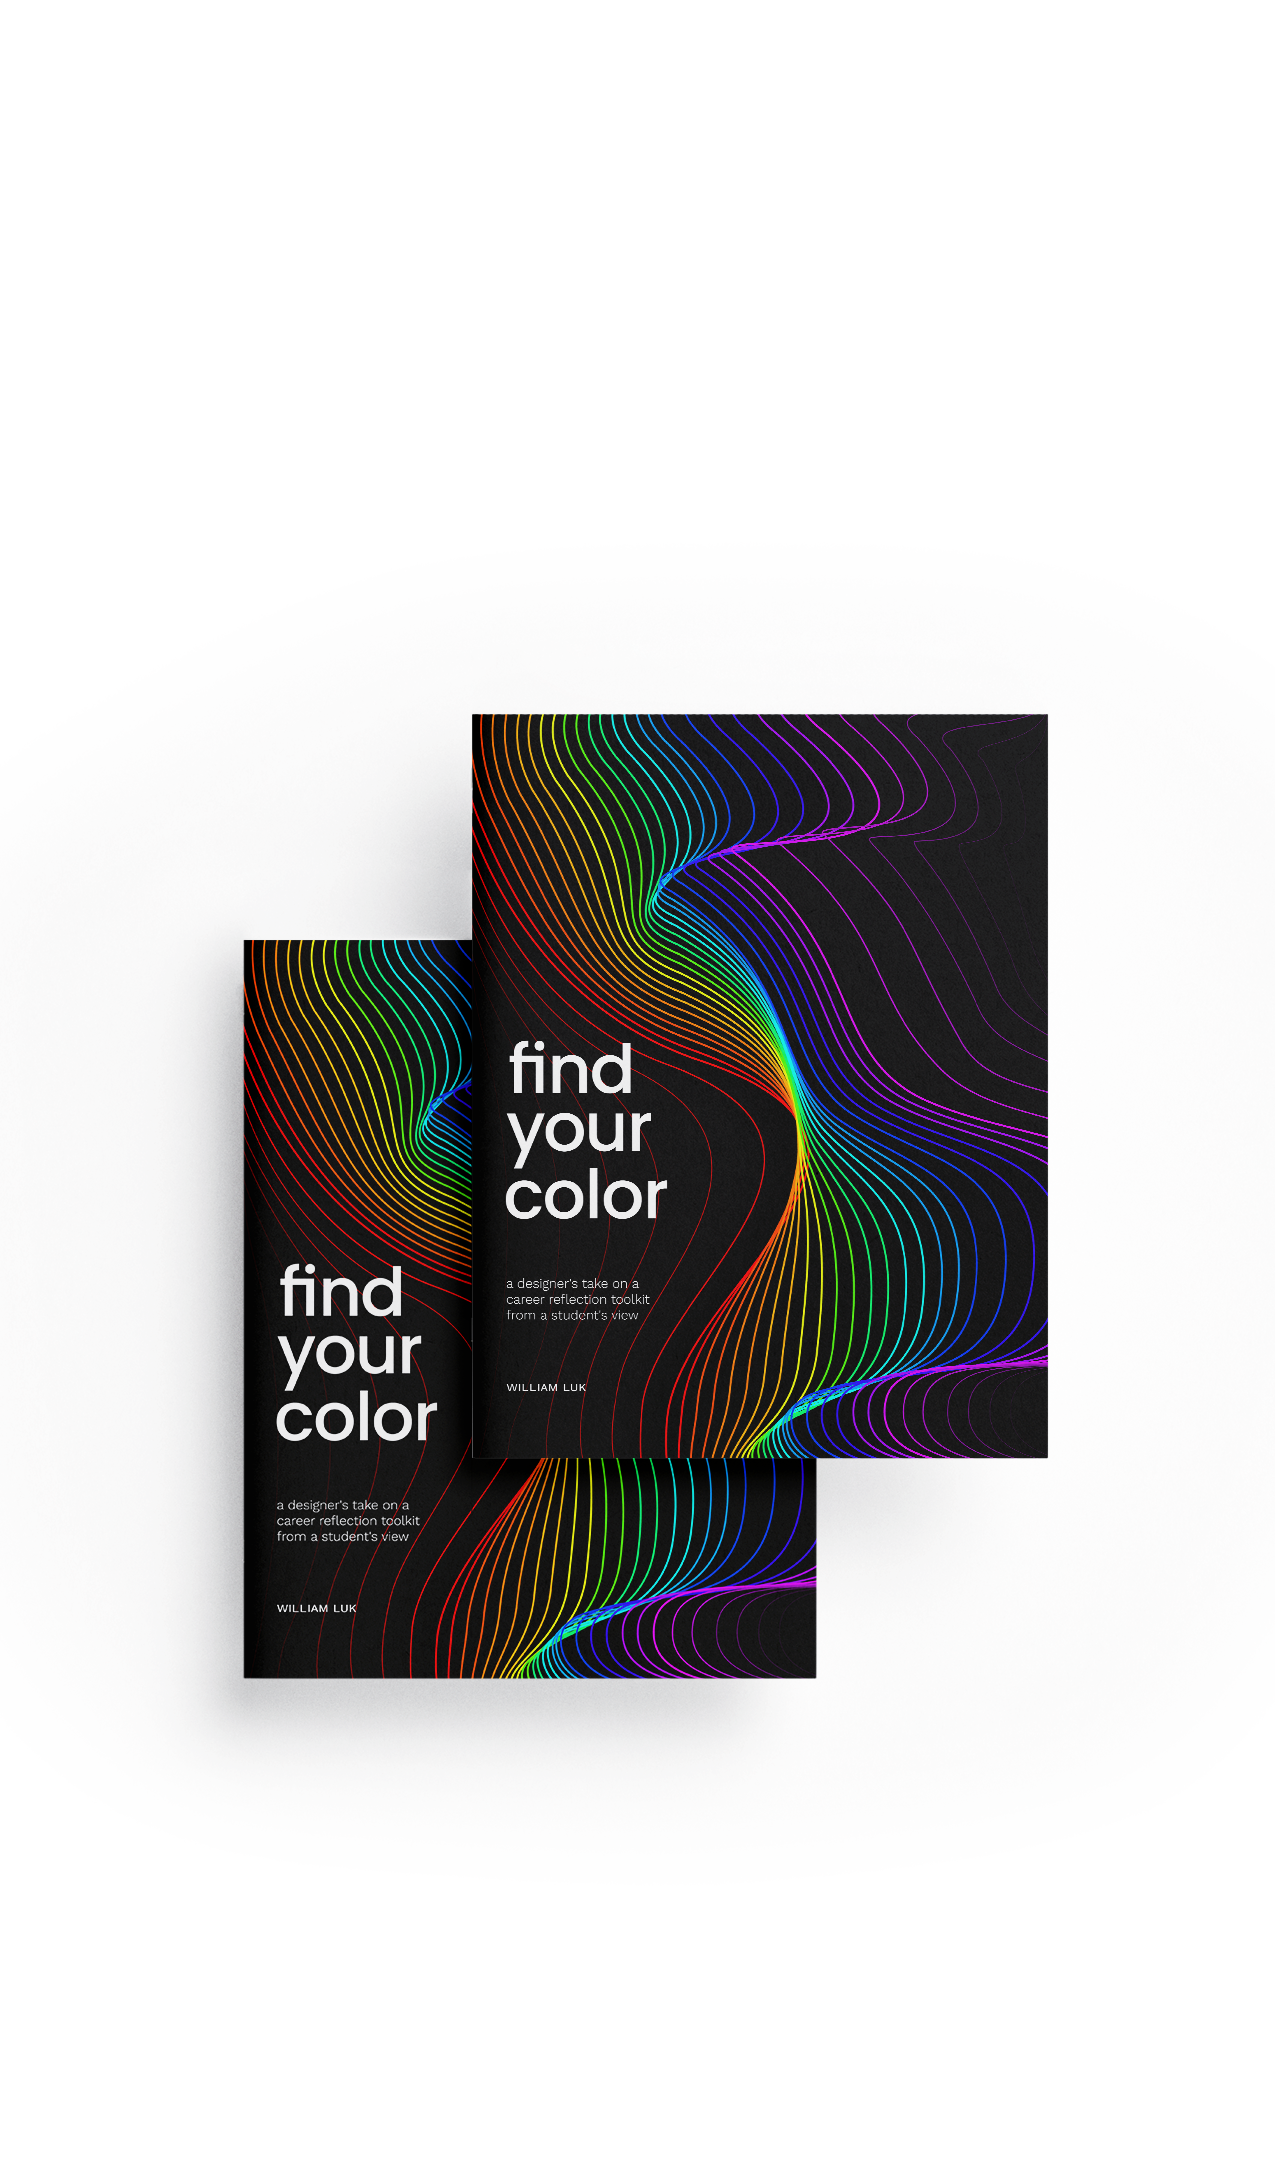 find
your
color
a designer's take on a
career reflection toolkit
from a student's view
WILLIAM LUK
find
your
color
a designer's take on a
career reflection toolkit
from a student's view
WILLIAM LUK